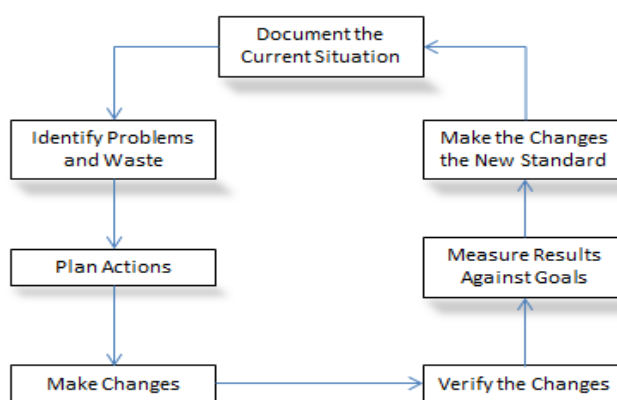 Document the
Current Situation
Identify Problems
and Waste
Plan Actions
Make Changes
Verify the Changes
Measure Results
Against Goals
Make the Changes
the New Standard